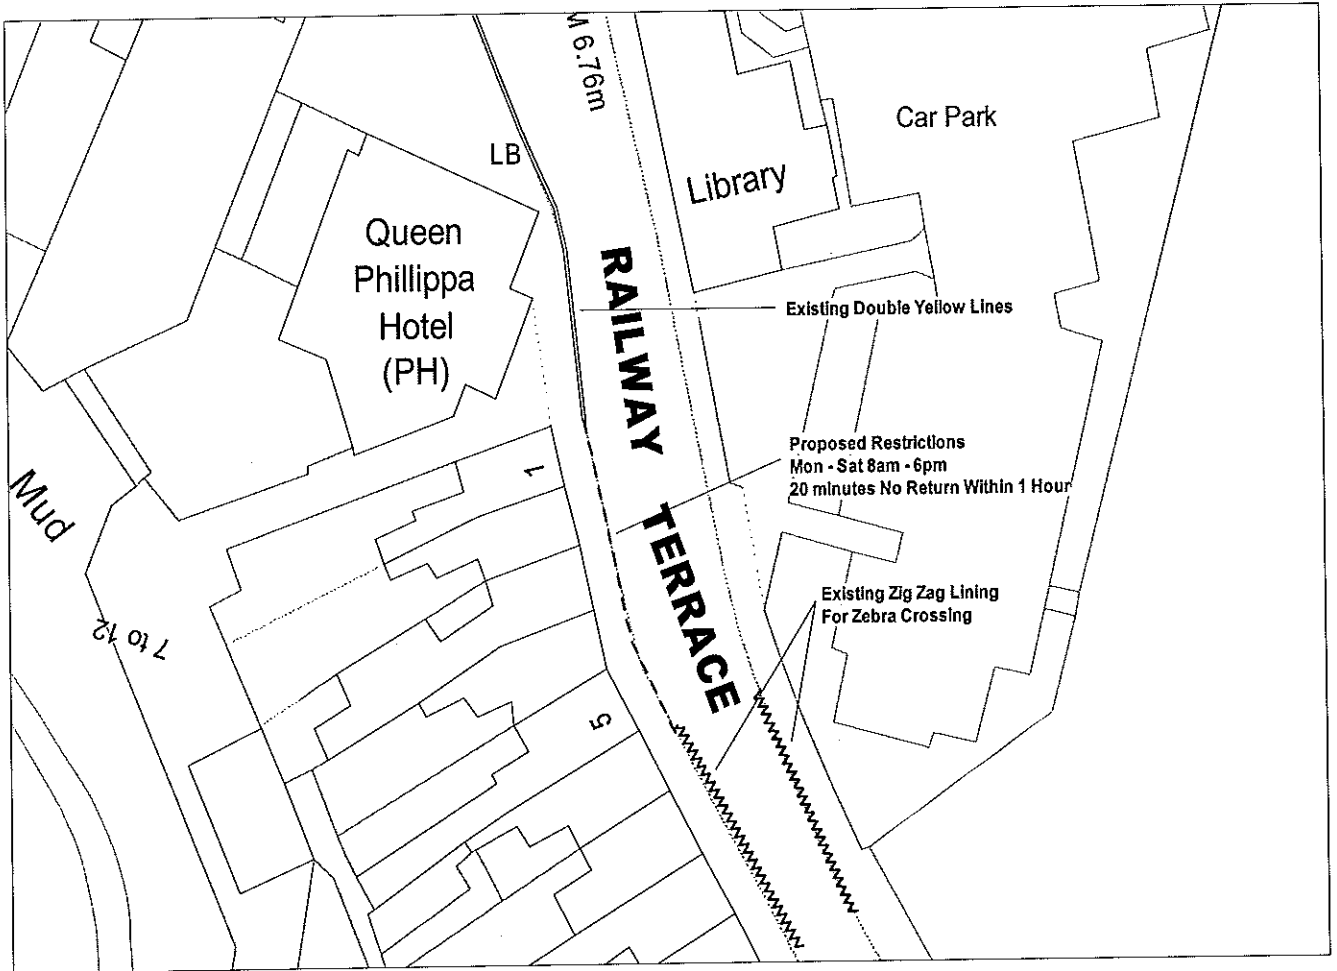 M 6.76m
Car Park
LB
Library
Queen
Phillippa
Hotel
(PH)
RAILWAY TERRACE
Existing Double Yellow Lines
Proposed Restrictions
Mon - Sat 8am - 6pm
20 minutes No Return Within 1 Hour
1
Mud
Existing Zig Zag Lining
For Zebra Crossing
7 to 12
5